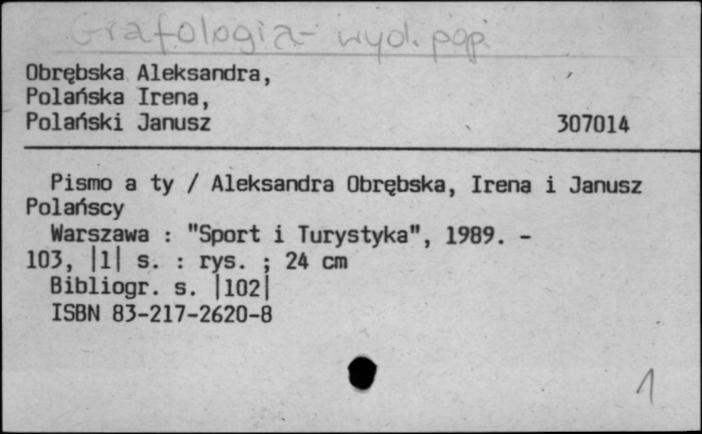 Grafologia - wyd. pop.
Obrębska Aleksandra,
Polańska Irena,
Polański Janusz 307014
Pismo a ty / Aleksandra Obrębska, Irena i Janusz
Polańscy
Warszawa : "Sport i Turystyka", 1989. -
103, |1| s. : rys. ; 24 cm
Bibliogr. s. |102|
ISBN 83-217-2620-8
1